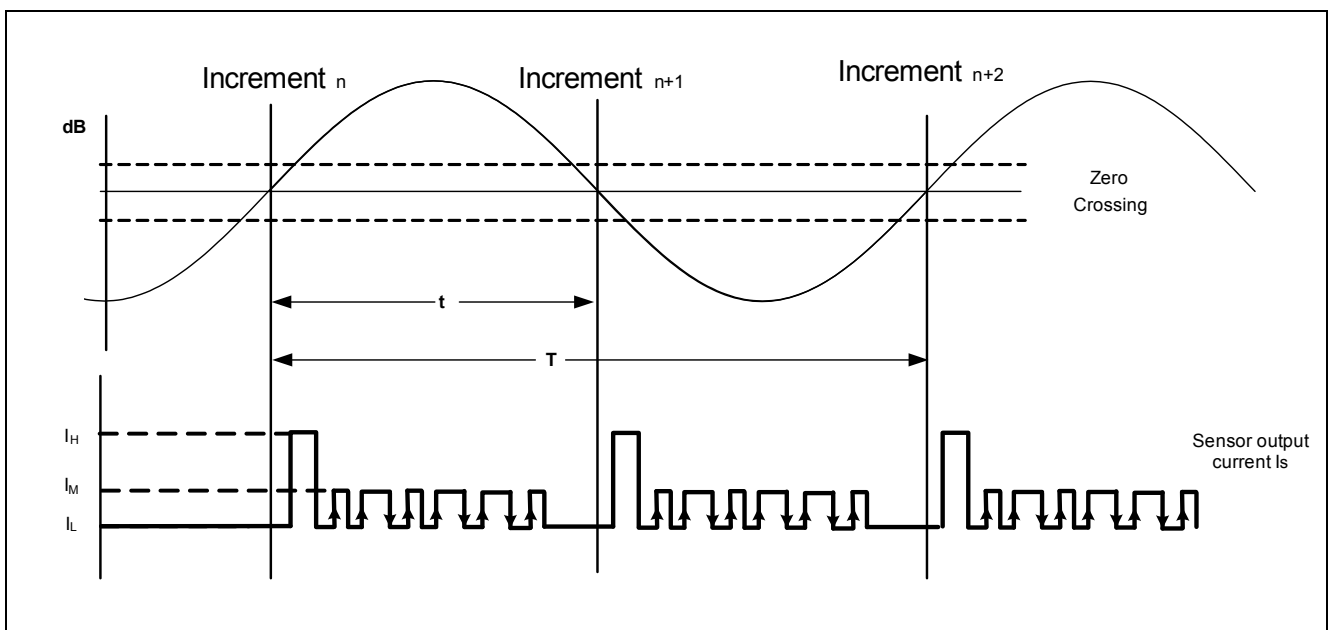 Increment n
Increment n+1
Increment n+2
dB
Zero
Crossing
t
T
IH
IM
IL
Sensor output
current Is